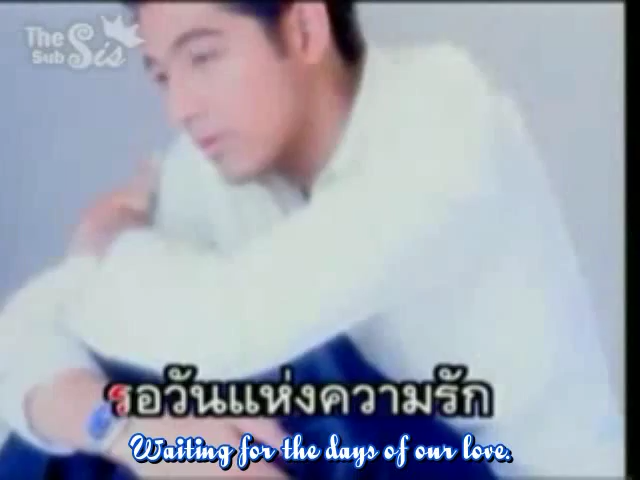 The
Sub Sis
รอวันแห่งความรัก
Waiting for the days of our love.